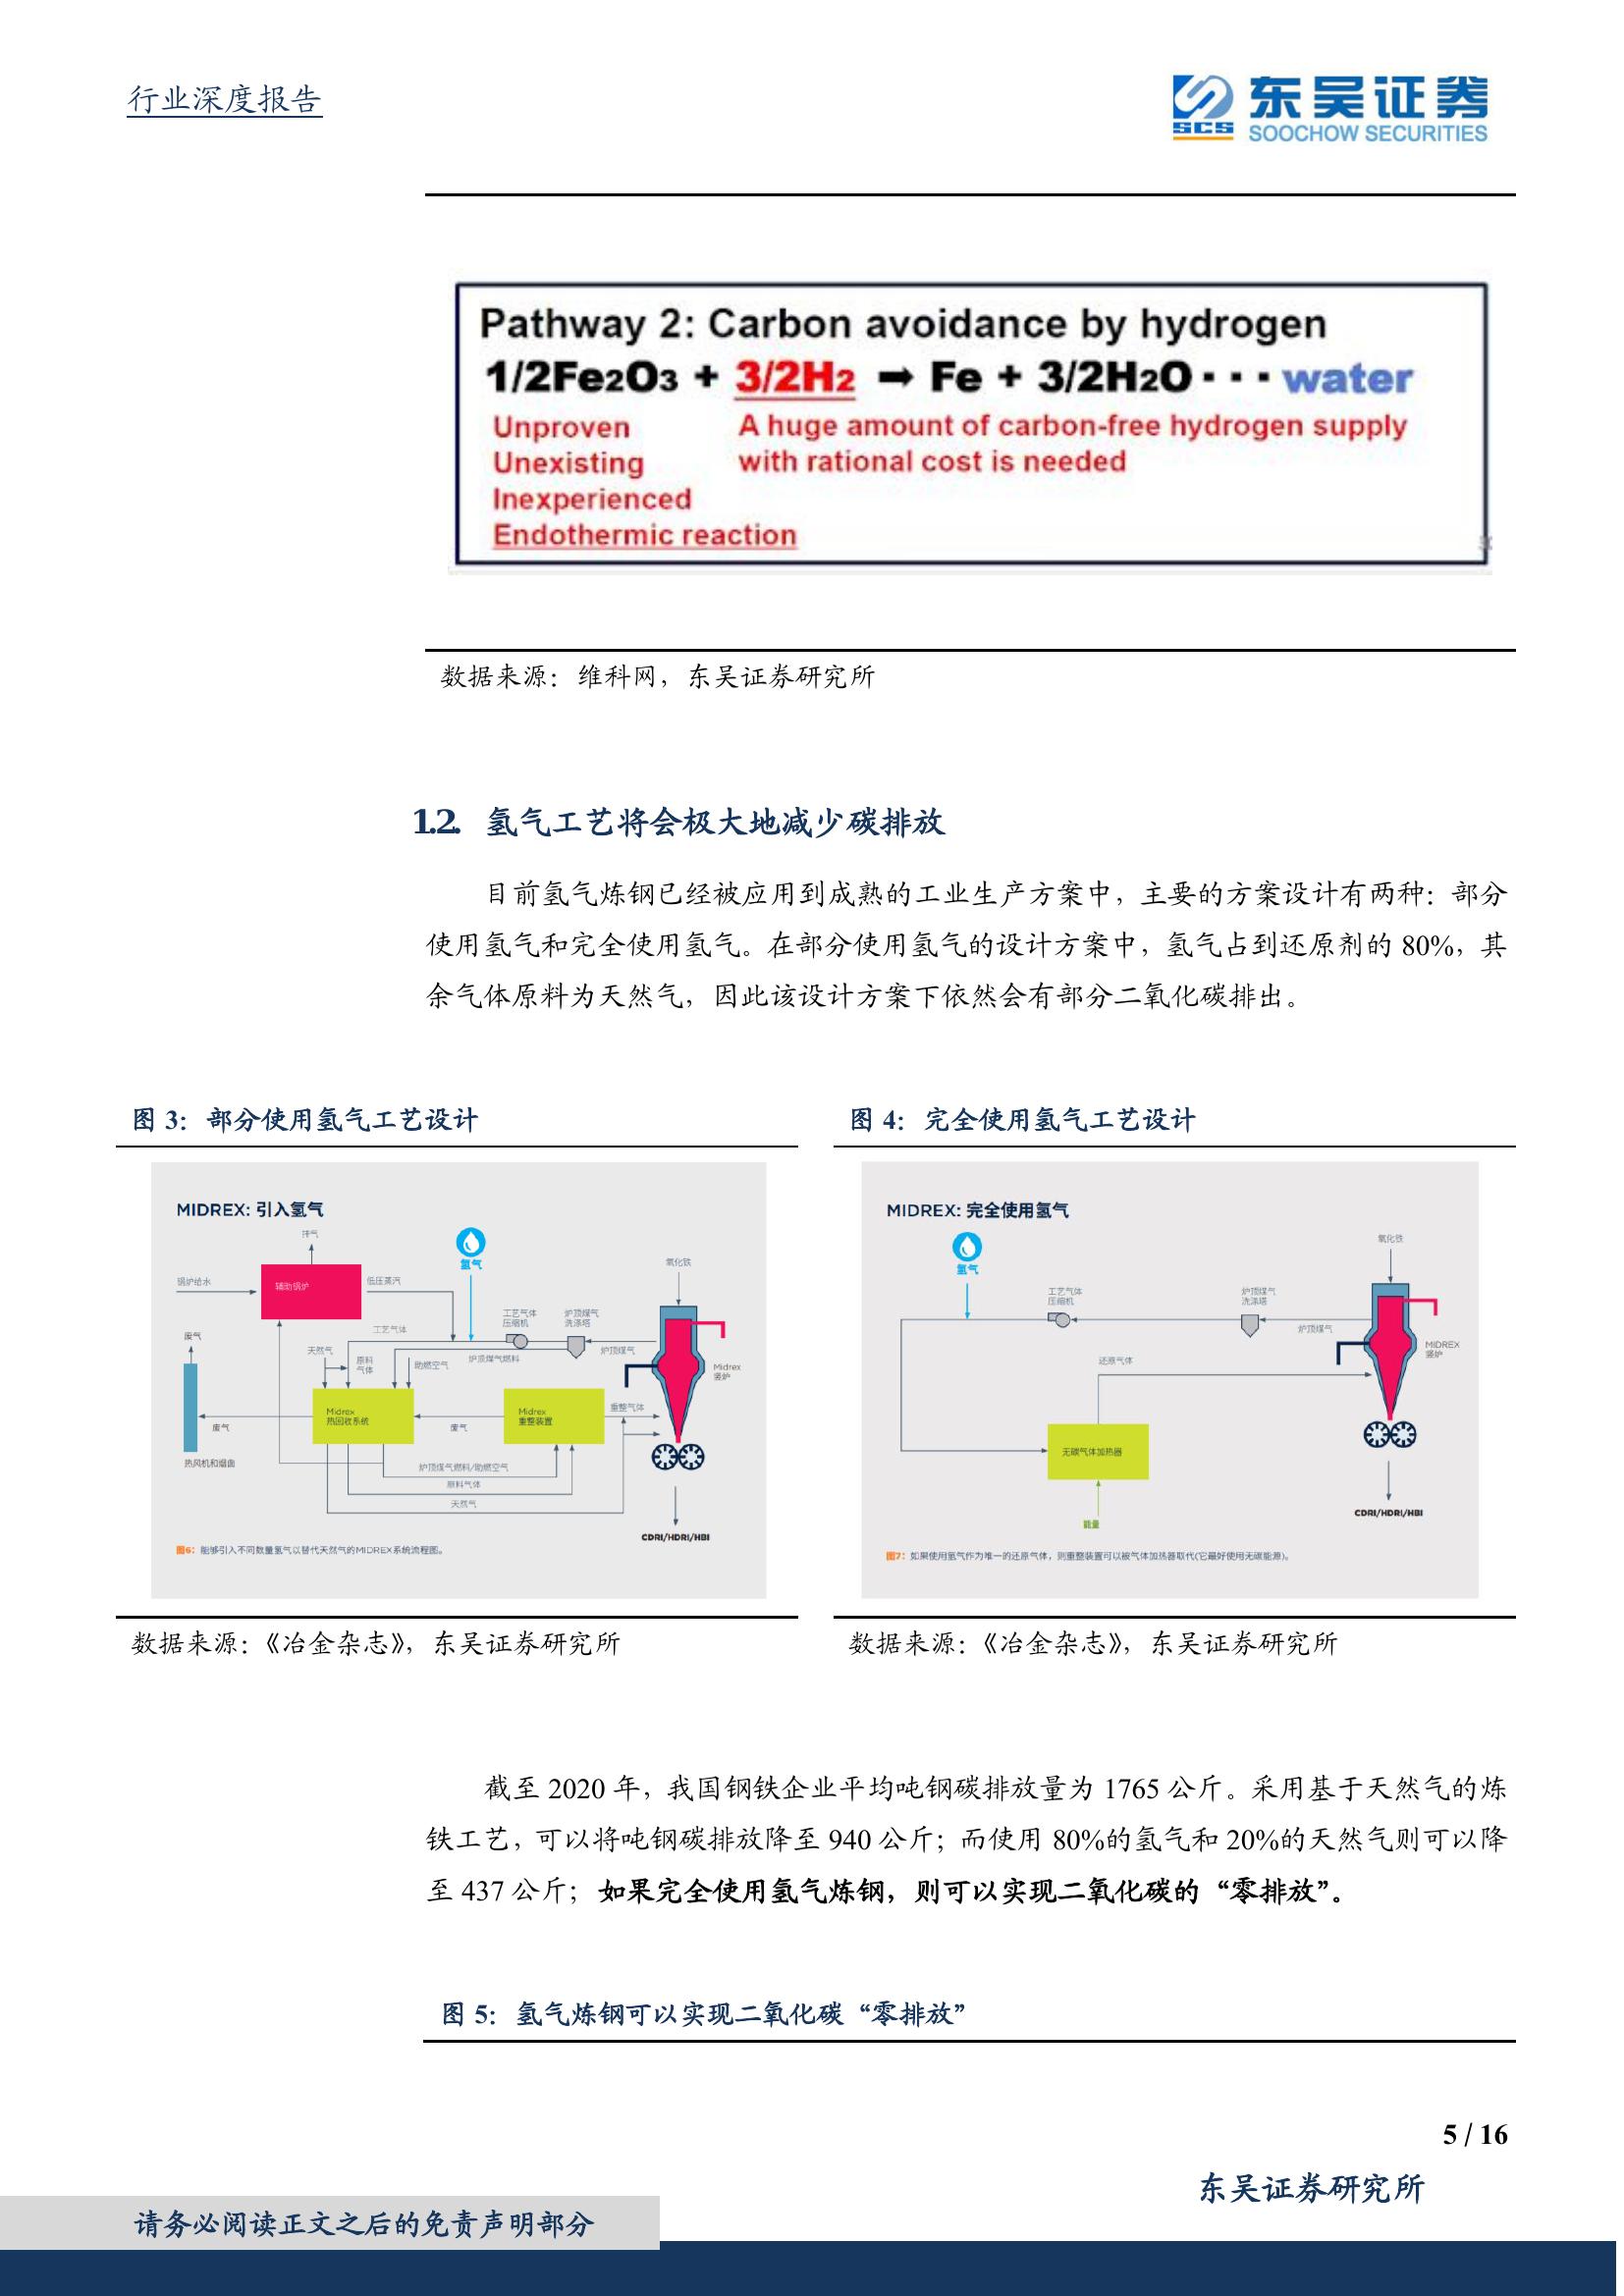 行业深度报告
SCS
东吴证券
SOOCHOW SECURITIES
Pathway 2: Carbon avoidance by hydrogen
1/2Fe2O3 + 3/2H2 ➡ Fe + 3/2H2O··· water
Unproven
Unexisting
Inexperienced
Endothermic reaction
A huge amount of carbon-free hydrogen supply
with rational cost is needed
数据来源：维科网，东吴证券研究所
1.2. 氢气工艺将会极大地减少碳排放
目前氢气炼钢已经被应用到成熟的工业生产方案中，主要的方案设计有两种：部分
使用氢气和完全使用氢气。在部分使用氢气的设计方案中，氢气占到还原剂的 80%，其
余气体原料为天然气，因此该设计方案下依然会有部分二氧化碳排出。
图 3：部分使用氢气工艺设计
MIDREX: 引入氢气
排气
氢气
锅炉给水
辅助锅炉
低压蒸汽
氧化铁
工艺气体
工艺气体
压缩机
炉顶煤气
洗涤塔
废气
天然气
原料
气体
助燃空气
炉顶煤气燃料
炉顶煤气
Midrex
竖炉
Midrex
热回收系统
Midrex
重整装置
重整气体
废气
废气
热风机和烟囱
炉顶煤气燃料/助燃空气
原料气体
天然气
CDRI/HDRI/HBI
图6：能够引入不同数量氢气以替代天然气的MIDREX系统流程图。
数据来源：《冶金杂志》，东吴证券研究所
图 4：完全使用氢气工艺设计
MIDREX: 完全使用氢气
氢气
氧化铁
工艺气体
压缩机
炉顶煤气
洗涤塔
炉顶煤气
MIDREX
竖炉
还原气体
无碳气体加热器
能量
CDRI/HDRI/HBI
图7：如果使用氢气作为唯一的还原气体，则重整装置可以被气体加热器取代(它最好使用无碳能源)。
数据来源：《冶金杂志》，东吴证券研究所
截至 2020 年，我国钢铁企业平均吨钢碳排放量为 1765 公斤。采用基于天然气的炼
铁工艺，可以将吨钢碳排放降至 940 公斤；而使用 80%的氢气和 20%的天然气则可以降
至 437 公斤；如果完全使用氢气炼钢，则可以实现二氧化碳的“零排放”。
图 5：氢气炼钢可以实现二氧化碳“零排放”
5 / 16
东吴证券研究所
请务必阅读正文之后的免责声明部分